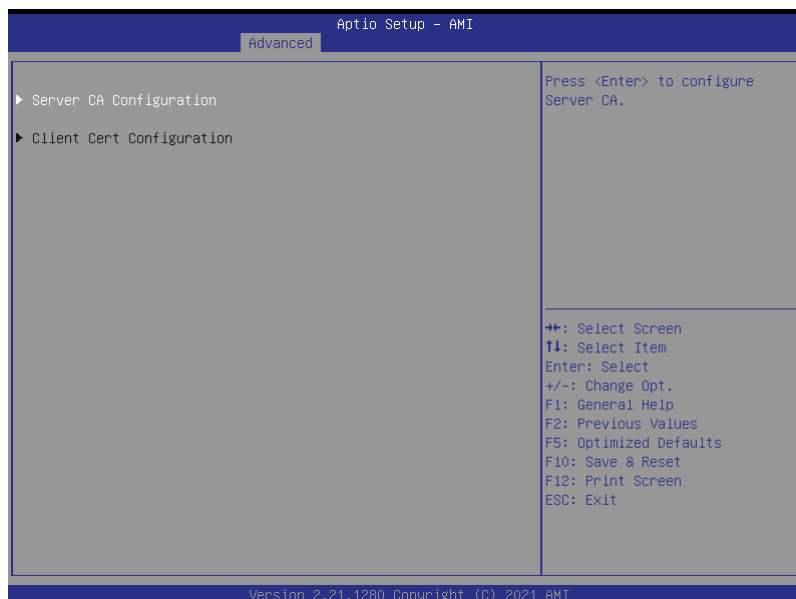 Aptio Setup - AMI
Advanced
Server CA Configuration
Client Cert Configuration
Press <Enter> to configure
Server CA.
→←: Select Screen
↑↓: Select Item
Enter: Select
+/-: Change Opt.
F1: General Help
F2: Previous Values
F5: Optimized Defaults
F10: Save & Reset
F12: Print Screen
ESC: Exit
Version 2.21.1280 Copyright (C) 2021 AMI